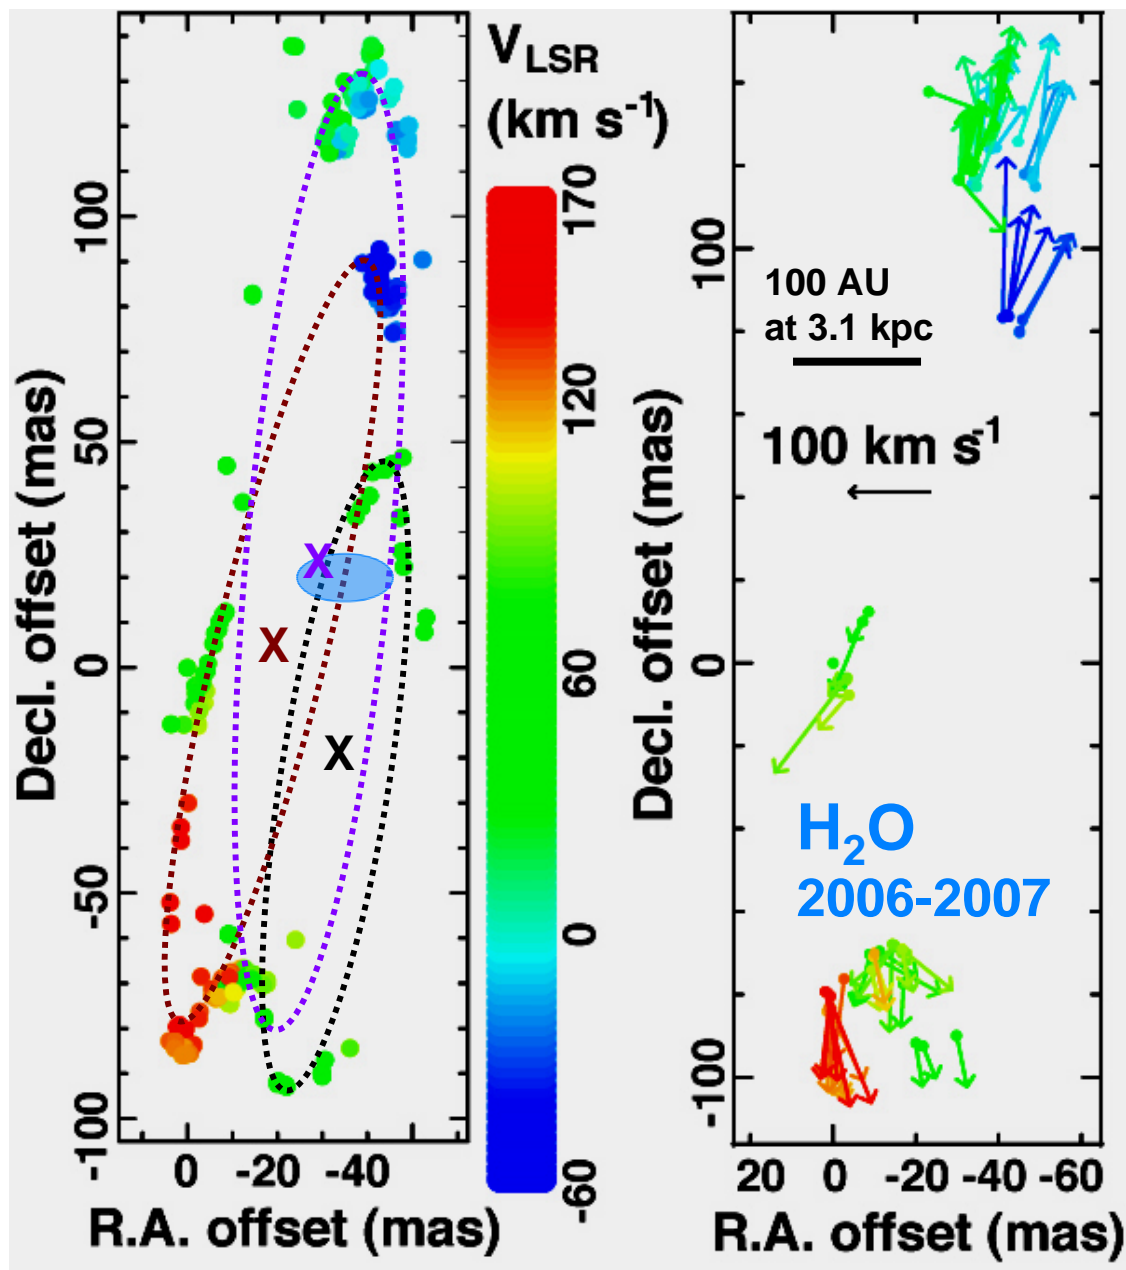 V_LSR
(km s⁻¹)
170
120
60
0
-60
100
50
0
-50
-100
Decl. offset (mas)
X
X
X
0 -20 -40
R.A. offset (mas)
100
0
-100
Decl. offset (mas)
100 AU
at 3.1 kpc
100 km s⁻¹
H₂O
2006-2007
20 0 -20 -40 -60
R.A. offset (mas)